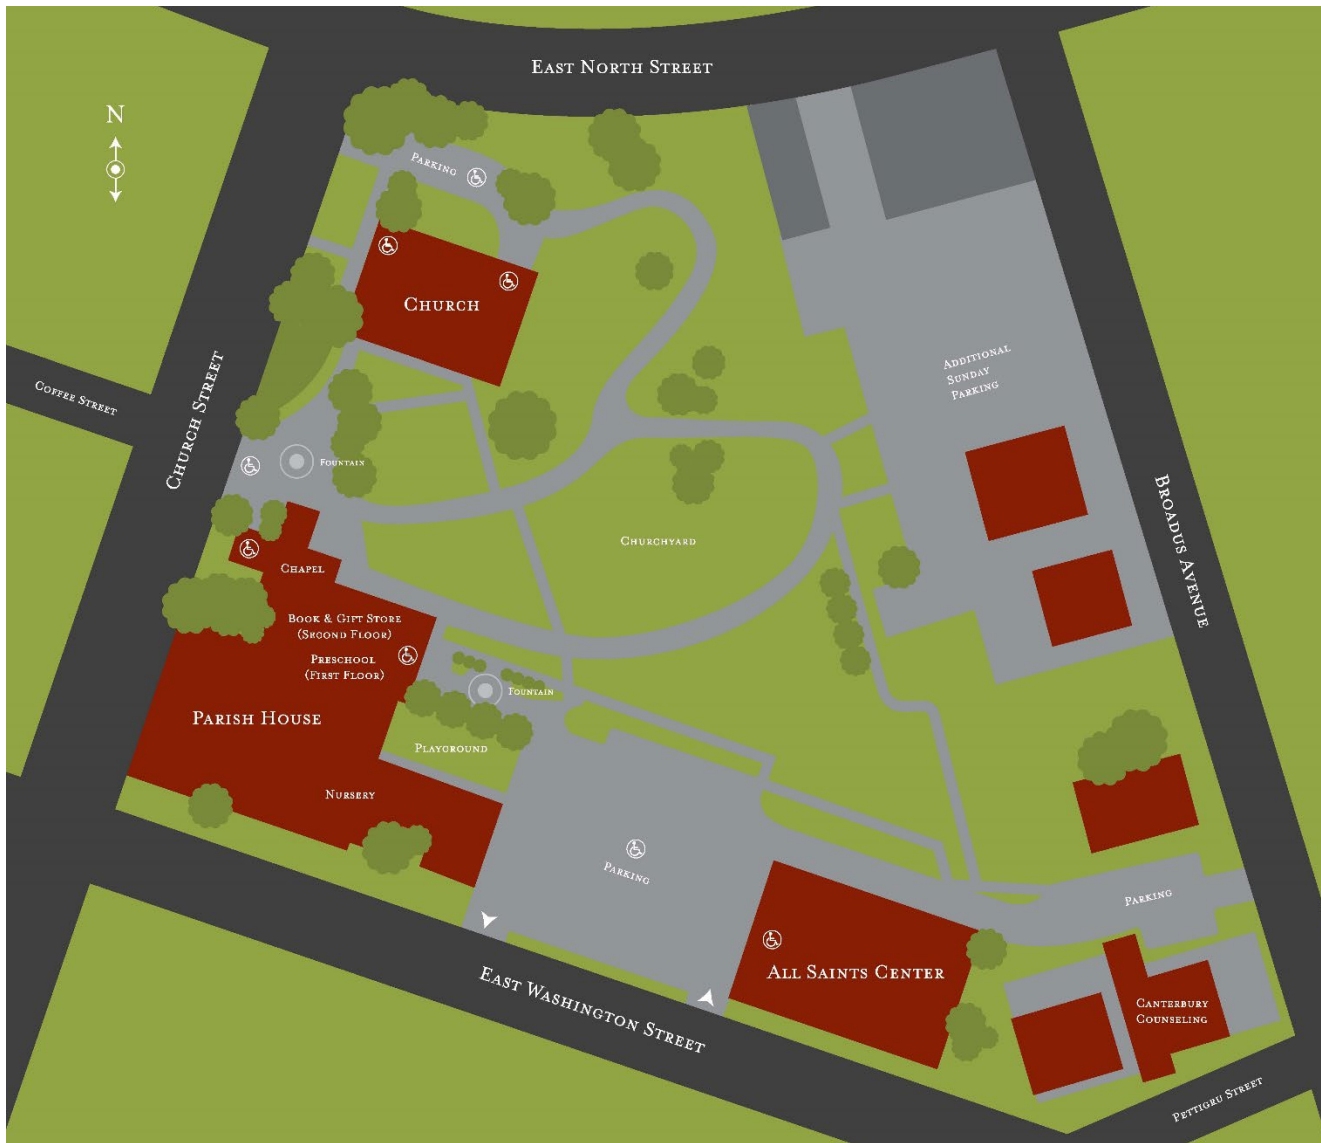 East North Street
N
Parking
Church
Additional
Sunday
Parking
Coffee Street
Church Street
Fountain
Broadus Avenue
Churchyard
Chapel
Book & Gift Store
(Second Floor)
Preschool
(First Floor)
Fountain
Parish House
Playground
Nursery
Parking
Parking
All Saints Center
East Washington Street
Canterbury
Counseling
Pettigru Street